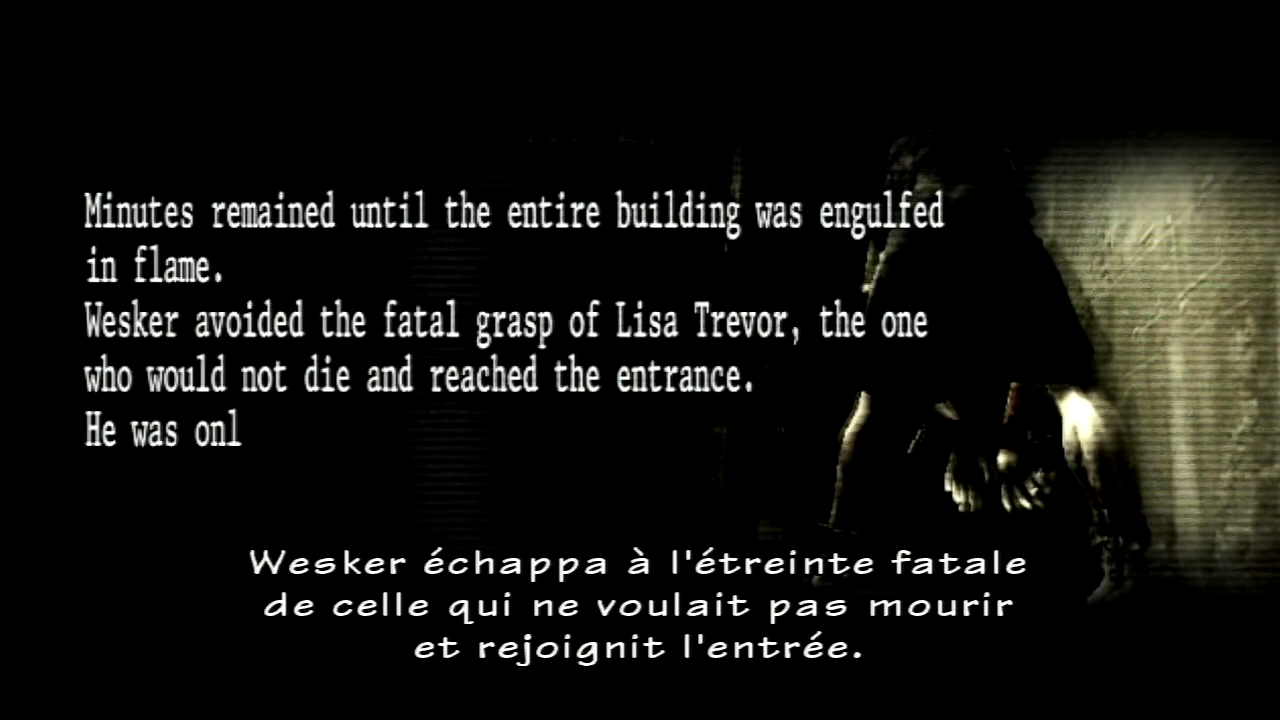 Minutes remained until the entire building was engulfed
in flame.
Wesker avoided the fatal grasp of Lisa Trevor, the one
who would not die and reached the entrance.
He was onl
Wesker échappa à l'étreinte fatale
de celle qui ne voulait pas mourir
et rejoignit l'entrée.